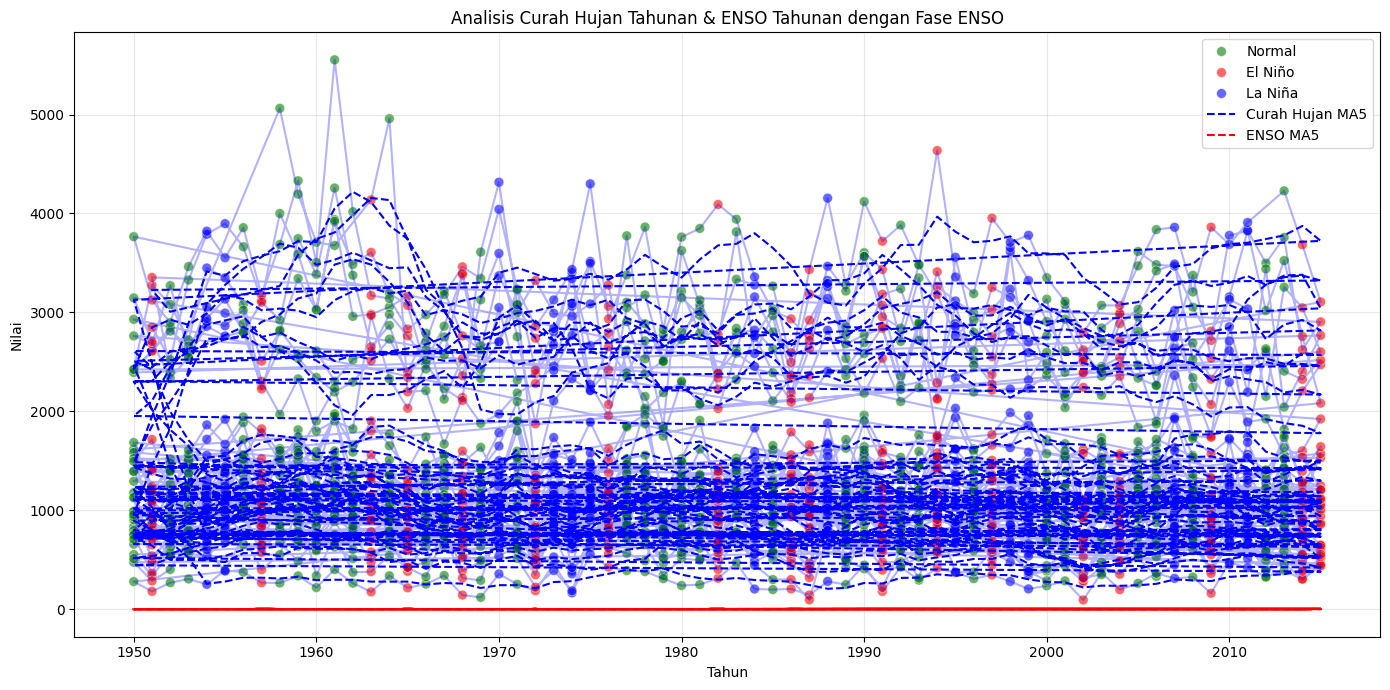 Analisis Curah Hujan Tahunan & ENSO Tahunan dengan Fase ENSO
Normal
El Niño
La Niña
Curah Hujan MA5
ENSO MA5
Nilai
5000
4000
3000
2000
1000
0
1950
1960
1970
1980
1990
2000
2010
Tahun